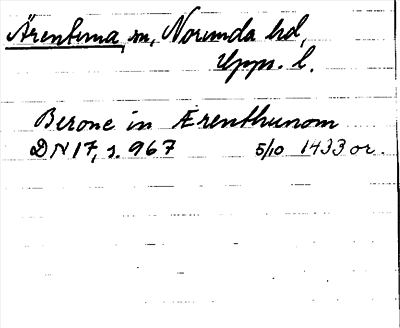 Ärentuna, sn, Norunda hd,
Upps. l.
Berone in Ærenthunom
DN 17, s. 967 5/10 1433 or.